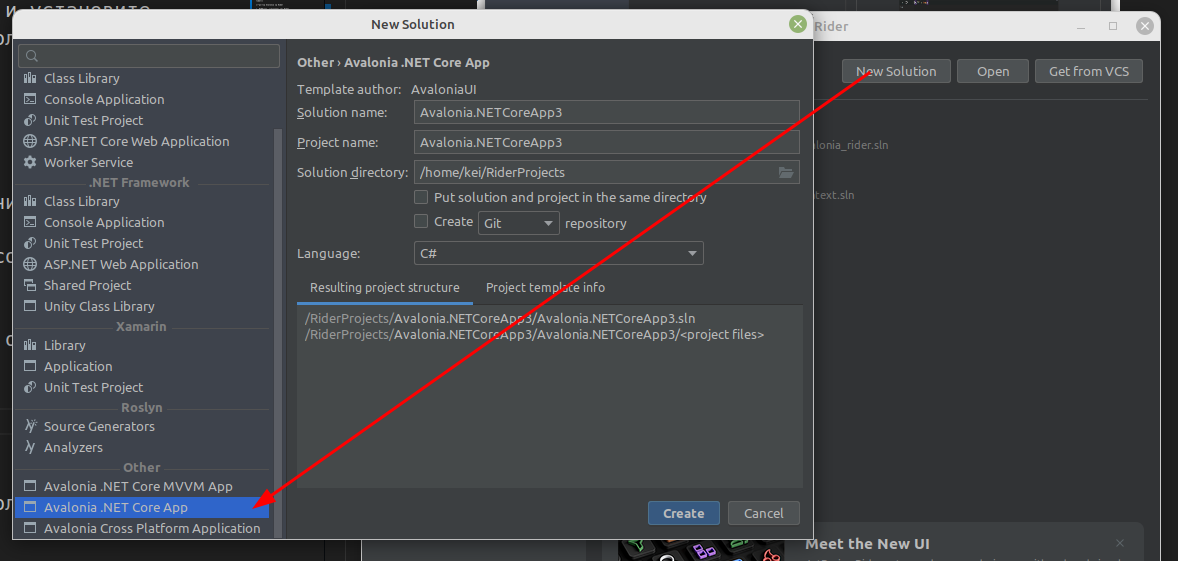 и установите
New Solution
Rider
New Solution
Open
Get from VCS
Class Library
Console Application
Unit Test Project
ASP.NET Core Web Application
Worker Service
.NET Framework
Class Library
Console Application
Unit Test Project
ASP.NET Web Application
Shared Project
Unity Class Library
Xamarin
Library
Application
Unit Test Project
Roslyn
Source Generators
Analyzers
Other
Avalonia .NET Core MVVM App
Avalonia .NET Core App
Avalonia Cross Platform Application
Other › Avalonia .NET Core App
Template author: AvaloniaUI
Solution name: Avalonia.NETCoreApp3
Project name: Avalonia.NETCoreApp3
Solution directory: /home/kei/RiderProjects
Put solution and project in the same directory
Create Git repository
Language: C#
Resulting project structure Project template info
/RiderProjects/Avalonia.NETCoreApp3/Avalonia.NETCoreApp3.sln
/RiderProjects/Avalonia.NETCoreApp3/Avalonia.NETCoreApp3/<project files>
Create Cancel
alonia_rider.sln
text.sln
Meet the New UI